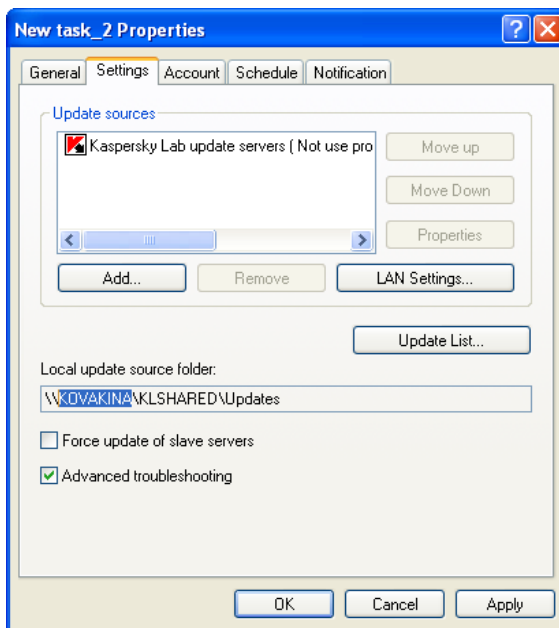 New task_2 Properties
General Settings Account Schedule Notification
Update sources
Kaspersky Lab update servers ( Not use pro
Move up
Move Down
Properties
Add... Remove LAN Settings...
Update List...
Local update source folder:
\\KOVAKINA\KLSHARED\Updates
Force update of slave servers
Advanced troubleshooting
OK Cancel Apply